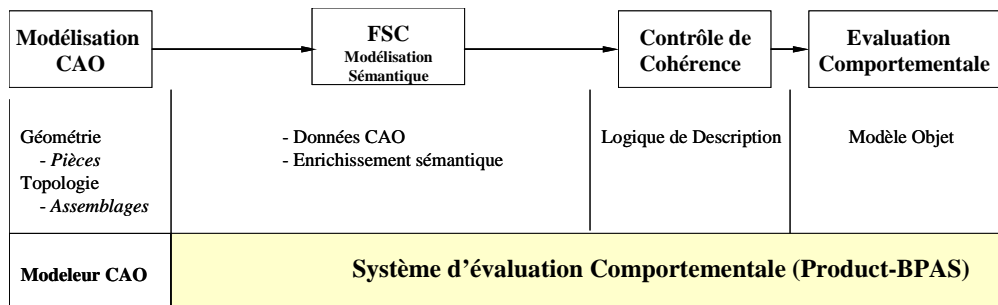 Modélisation
CAO
FSC
Modélisation
Sémantique
Contrôle de
Cohérence
Evaluation
Comportementale
Géométrie
- Pièces
Topologie
- Assemblages
- Données CAO
- Enrichissement sémantique
Logique de Description
Modèle Objet
Modeleur CAO
Système d’évaluation Comportementale (Product-BPAS)